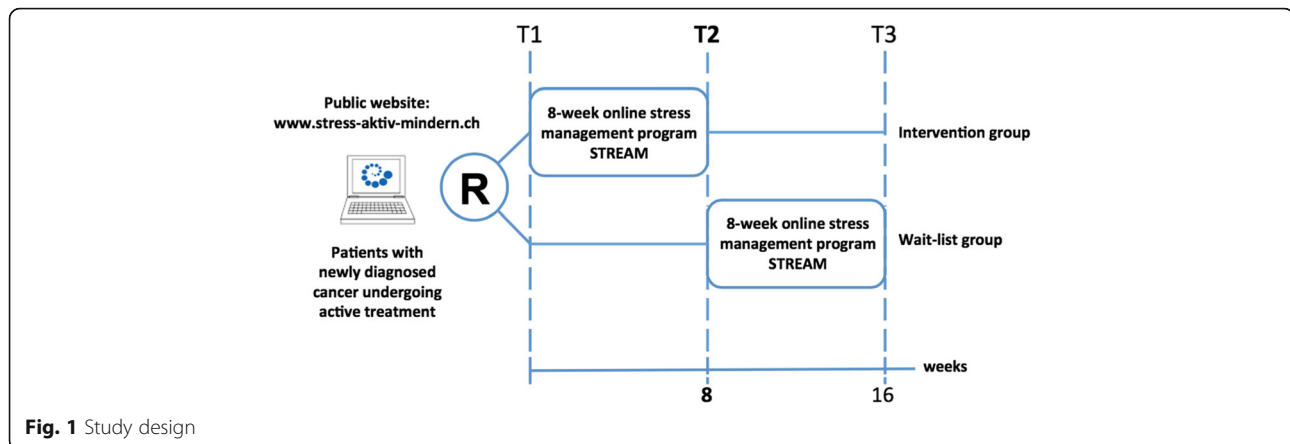 T1
T2
T3
Public website:
www.stress-aktiv-mindern.ch
R
Patients with
newly diagnosed
cancer undergoing
active treatment
8-week online stress
management program
STREAM
Intervention group
8-week online stress
management program
STREAM
Wait-list group
weeks
8
16
Fig. 1 Study design